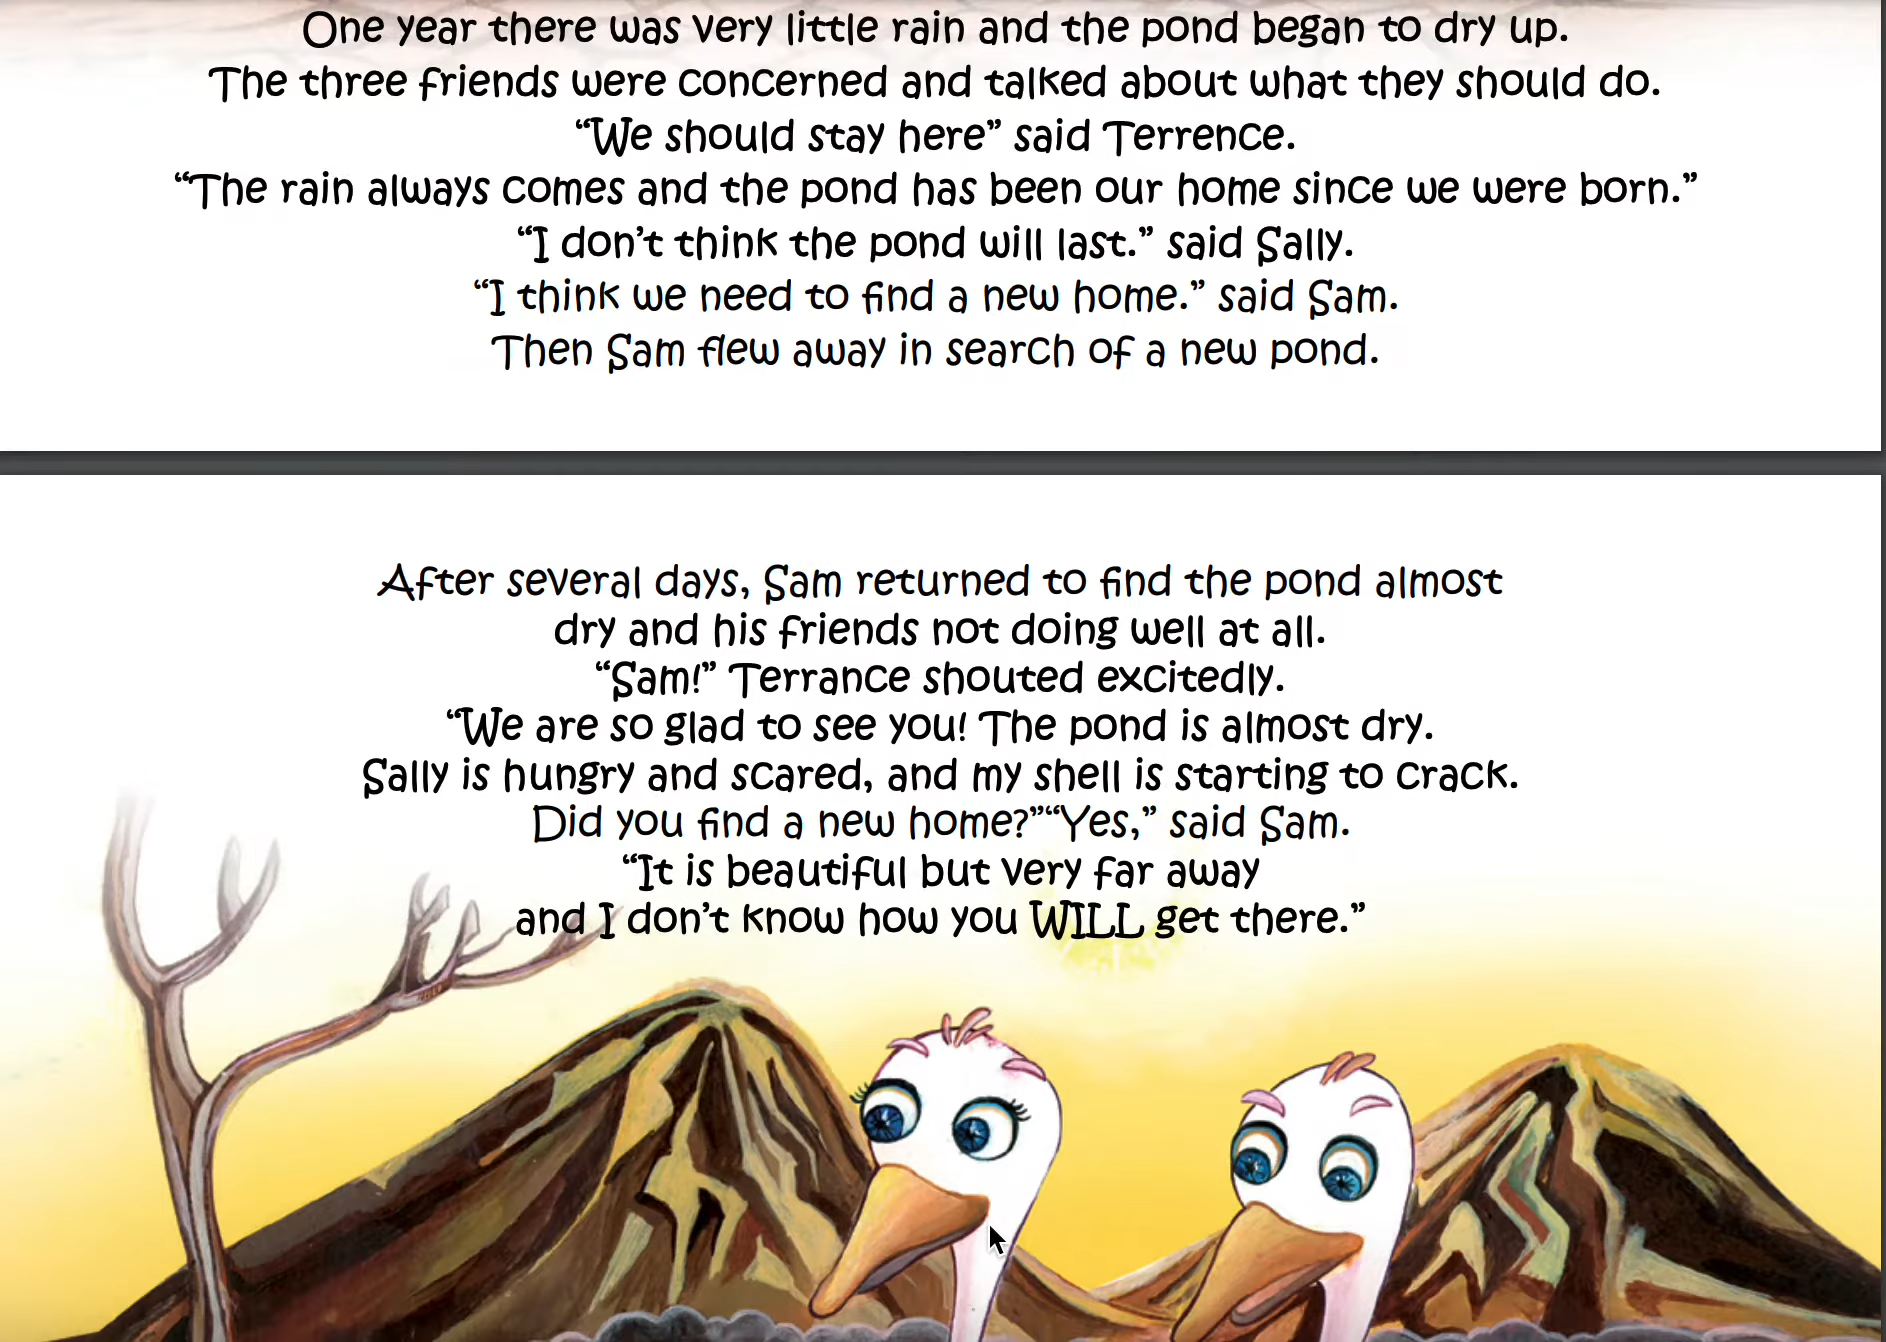 One year there was very little rain and the pond began to dry up.
The three friends were concerned and talked about what they should do.
“We should stay here” said Terrence.
“The rain always comes and the pond has been our home since we were born.”
“I don’t think the pond will last.” said Sally.
“I think we need to find a new home.” said Sam.
Then Sam flew away in search of a new pond.
After several days, Sam returned to find the pond almost
dry and his friends not doing well at all.
“Sam!” Terrance shouted excitedly.
“We are so glad to see you! The pond is almost dry.
Sally is hungry and scared, and my shell is starting to crack.
Did you find a new home?”“Yes,” said Sam.
“It is beautiful but very far away
and I don’t know how you WILL get there.”